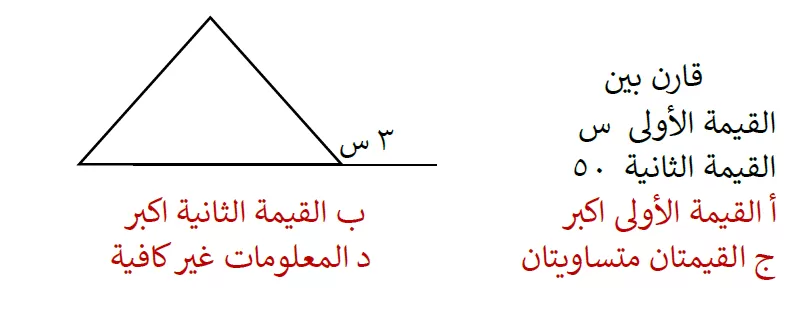 قارن بين
٣ س
القيمة الأولى س
القيمة الثانية ٥٠
أ القيمة الأولى اكبر
ب القيمة الثانية اكبر
ج القيمتان متساويتان
د المعلومات غير كافية